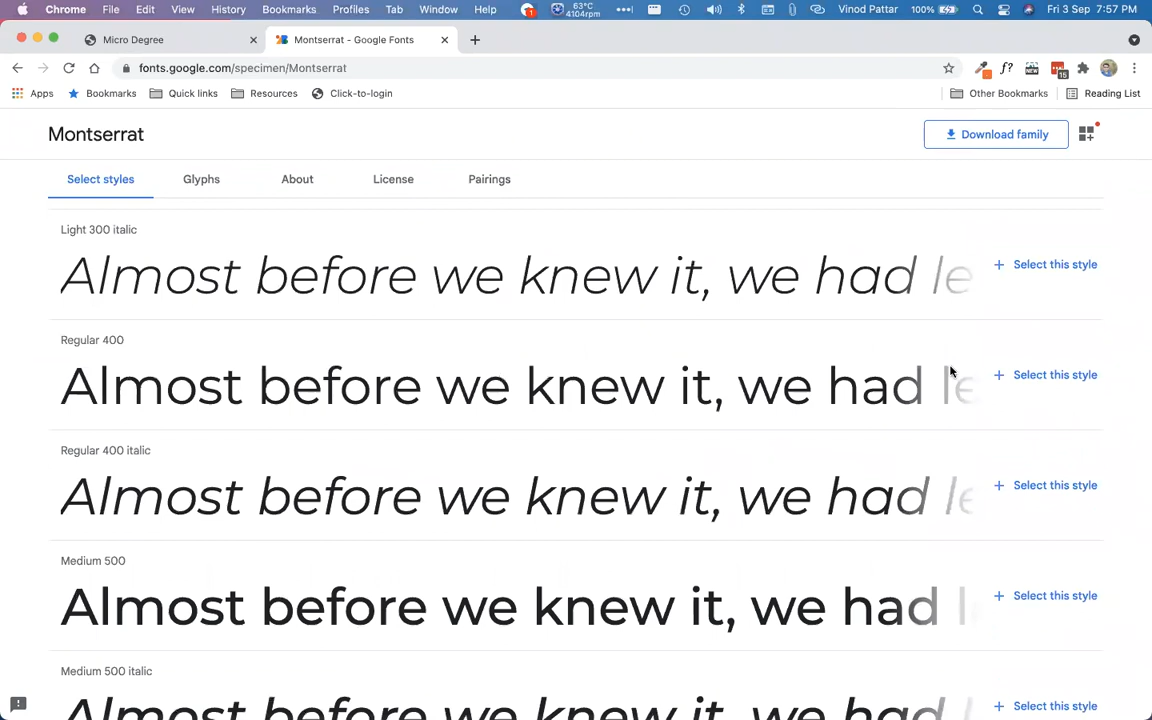 Chrome File Edit View History Bookmarks Profiles Tab Window Help 1 63°C 4104rpm Vinod Pattar 100% Fri 3 Sep 7:57 PM
Micro Degree Montserrat - Google Fonts
fonts.google.com/specimen/Montserrat f? NEW 15
Apps Bookmarks Quick links Resources Click-to-login Other Bookmarks Reading List
Montserrat Download family
Select styles Glyphs About License Pairings
Light 300 italic
Almost before we knew it, we had le
+ Select this style
Regular 400
Almost before we knew it, we had le
+ Select this style
Regular 400 italic
Almost before we knew it, we had le
+ Select this style
Medium 500
Almost before we knew it, we had l
+ Select this style
Medium 500 italic
Almost before we knew it, we had l
+ Select this style